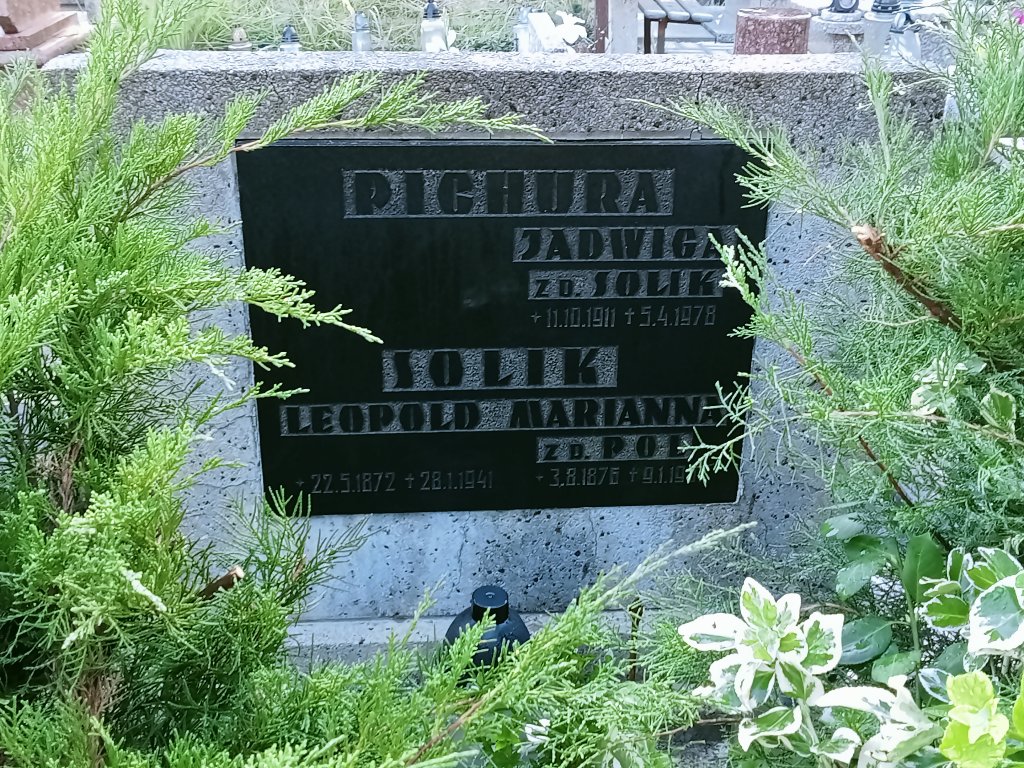 PICHURA
JADWIGA
Z D. SOLIK
* 11.10.1911 + 5.4.1978
SOLIK
LEOPOLD MARIANNA
Z D.
* 22.5.1872 + 28.1.1941 * 3.8.1876